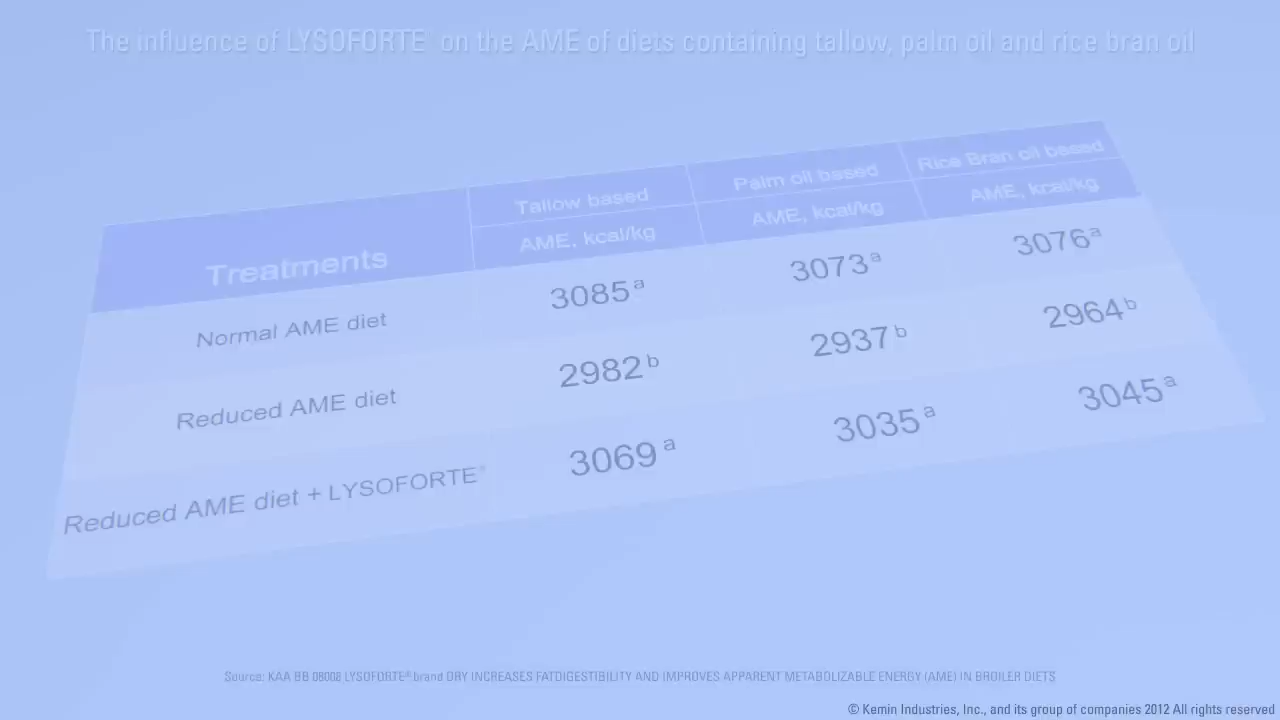 The influence of LYSOFORTE® on the AME of diets containing tallow, palm oil and rice bran oil
Treatments Tallow based Palm oil based Rice Bran oil based
AME, kcal/kg AME, kcal/kg AME, kcal/kg
Normal AME diet 3085a 3073a 3076a
Reduced AME diet 2982b 2937b 2964b
Reduced AME diet + LYSOFORTE® 3069a 3035a 3045a
Source: KAA BB 08008 LYSOFORTE® brand DRY INCREASES FATDIGESTIBILITY AND IMPROVES APPARENT METABOLIZABLE ENERGY (AME) IN BROILER DIETS
© Kemin Industries, Inc., and its group of companies 2012 All rights reserved